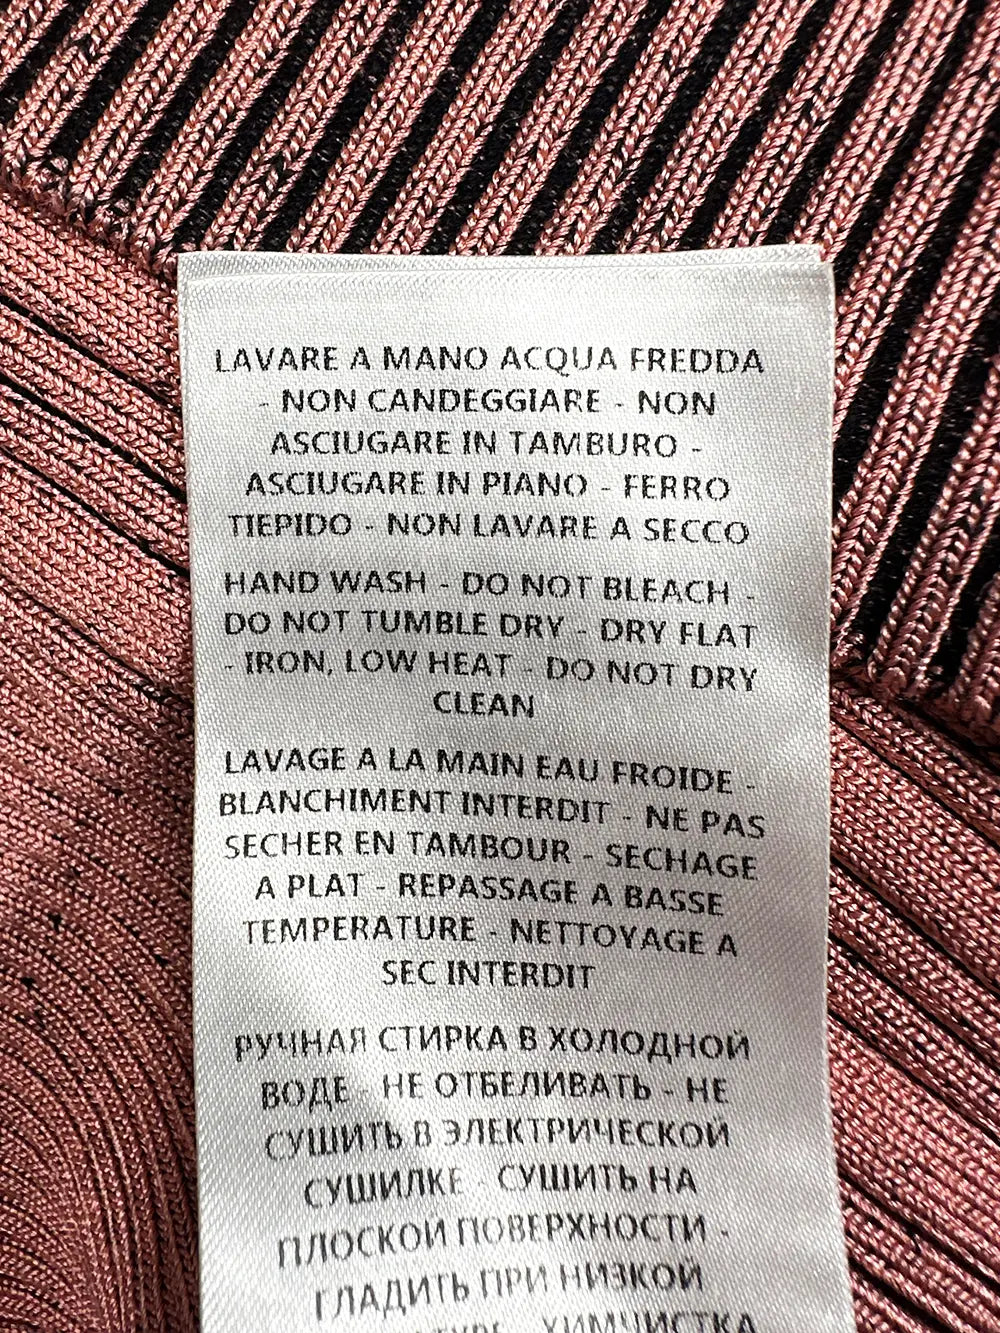 LAVARE A MANO ACQUA FREDDA
- NON CANDEGGIARE - NON
ASCIUGARE IN TAMBURO -
ASCIUGARE IN PIANO - FERRO
TIEPIDO - NON LAVARE A SECCO
HAND WASH - DO NOT BLEACH -
DO NOT TUMBLE DRY - DRY FLAT
- IRON, LOW HEAT - DO NOT DRY
CLEAN
LAVAGE A LA MAIN EAU FROIDE -
BLANCHIMENT INTERDIT - NE PAS
SECHER EN TAMBOUR - SECHAGE
A PLAT - REPASSAGE A BASSE
TEMPERATURE - NETTOYAGE A
SEC INTERDIT
РУЧНАЯ СТИРКА В ХОЛОДНОЙ
ВОДЕ - НЕ ОТБЕЛИВАТЬ - НЕ
СУШИТЬ В ЭЛЕКТРИЧЕСКОЙ
СУШИЛКЕ - СУШИТЬ НА
ПЛОСКОЙ ПОВЕРХНОСТИ -
ГЛАДИТЬ ПРИ НИЗКОЙ
- ХИМЧИСТКА